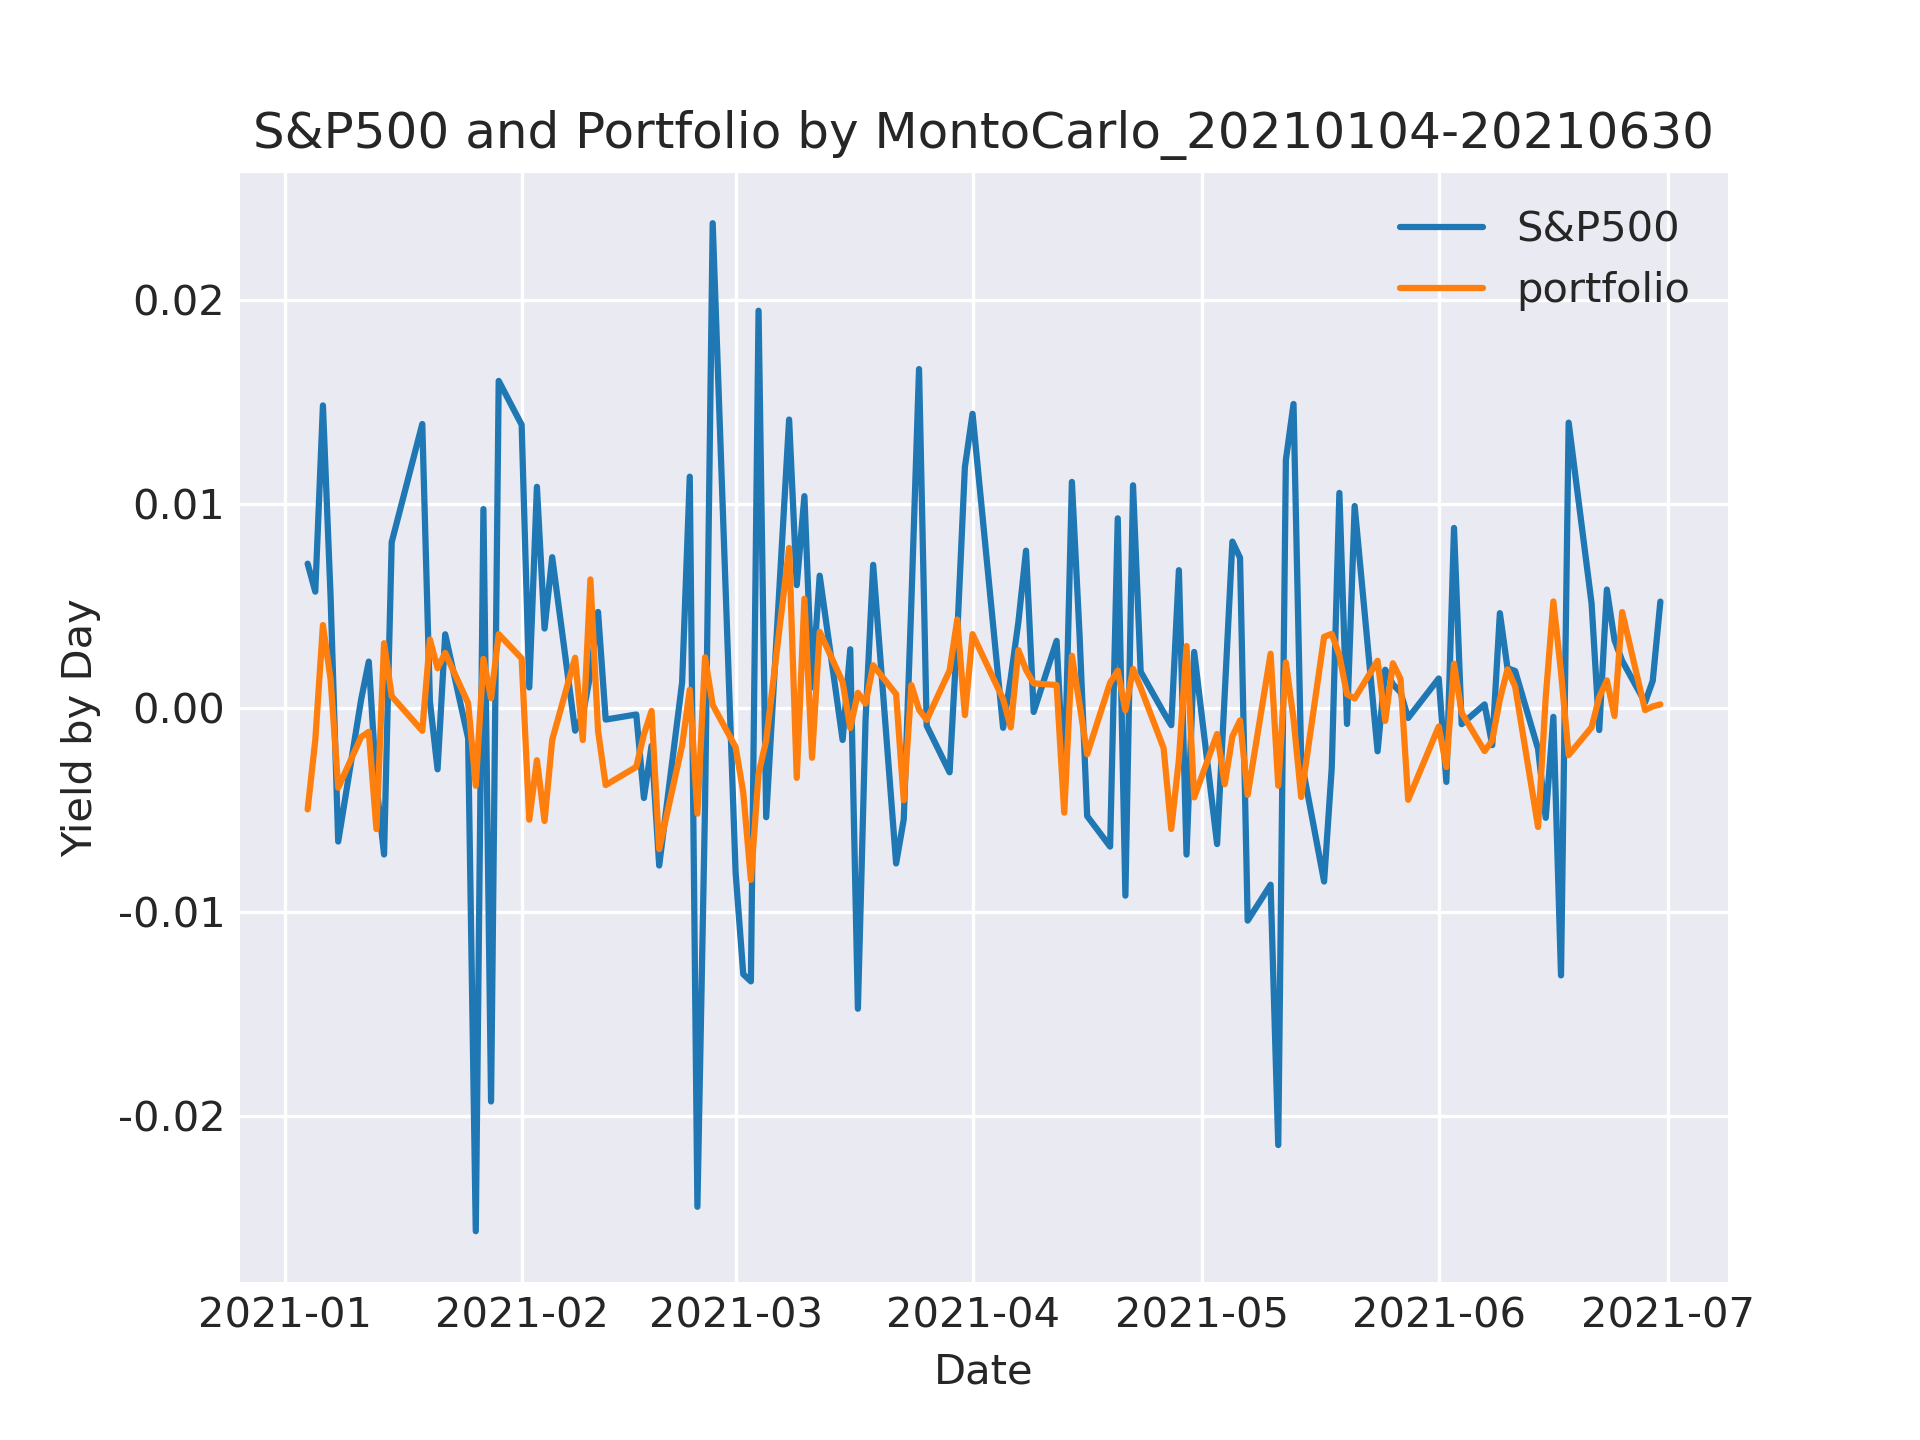 S&P500 and Portfolio by MontoCarlo_20210104-20210630
S&P500
portfolio
0.02
0.01
0.00
-0.01
-0.02
Yield by Day
2021-01 2021-02 2021-03 2021-04 2021-05 2021-06 2021-07
Date